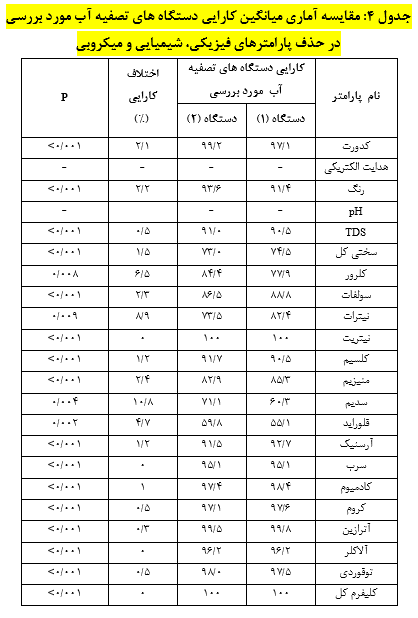 جدول ۴: مقایسه آماری میانگین کارایی دستگاه های تصفیه آب مورد بررسی
در حذف پارامترهای فیزیکی، شیمیایی و میکروبی
نام پارامتر کارایی دستگاه های تصفیه آب مورد بررسی اختلاف کارایی (٪) P
دستگاه (۱) دستگاه (۲)
کدورت ۹۷/۱ ۹۹/۲ ۲/۱ <۰/۰۰۱
هدایت الکتریکی - - - -
رنگ ۹۱/۴ ۹۳/۶ ۲/۲ <۰/۰۰۱
pH - - - -
TDS ۹۰/۵ ۹۱/۰ ۰/۵ <۰/۰۰۱
سختی کل ۷۴/۵ ۷۳/۰ ۱/۵ <۰/۰۰۱
کلرور ۷۷/۹ ۸۴/۴ ۶/۵ ۰/۰۰۸
سولفات ۸۸/۸ ۸۶/۵ ۲/۳ <۰/۰۰۱
نیترات ۸۲/۴ ۷۳/۵ ۸/۹ ۰/۰۰۹
نیتریت ۱۰۰ ۱۰۰ ۰ <۰/۰۰۱
کلسیم ۹۰/۵ ۹۱/۷ ۱/۲ <۰/۰۰۱
منیزیم ۸۵/۳ ۸۲/۹ ۲/۴ <۰/۰۰۱
سدیم ۶۰/۳ ۷۱/۱ ۱۰/۸ ۰/۰۰۴
فلوراید ۵۵/۱ ۵۹/۸ ۴/۷ ۰/۰۰۲
آرسنیک ۹۲/۷ ۹۱/۵ ۱/۲ <۰/۰۰۱
سرب ۹۵/۱ ۹۵/۱ ۰ <۰/۰۰۱
کادمیوم ۹۸/۴ ۹۷/۴ ۱ <۰/۰۰۱
کروم ۹۷/۶ ۹۷/۱ ۰/۵ <۰/۰۰۱
آترازین ۹۹/۸ ۹۹/۵ ۰/۳ <۰/۰۰۱
آلاکلر ۹۶/۲ ۹۶/۲ ۰ <۰/۰۰۱
توفوردی ۹۷/۵ ۹۸/۰ ۰/۵ <۰/۰۰۱
کلیفرم کل ۱۰۰ ۱۰۰ ۰ <۰/۰۰۱